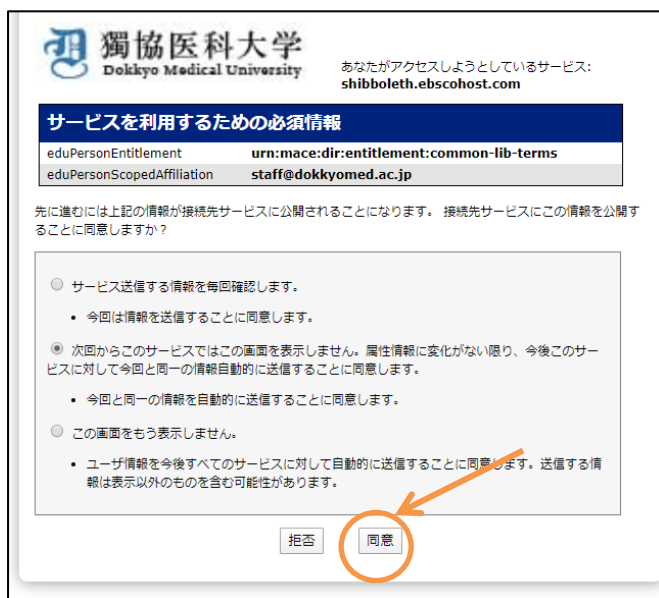 獨協医科大学
Dokkyo Medical University
あなたがアクセスしようとしているサービス:
shibboleth.ebscohost.com
サービスを利用するための必須情報
eduPersonEntitlement urn:mace:dir:entitlement:common-lib-terms
eduPersonScopedAffiliation staff@dokkyomed.ac.jp
先に進むには上記の情報が接続先サービスに公開されることになります。 接続先サービスにこの情報を公開す
ることに同意しますか？
サービス送信する情報を毎回確認します。
• 今回は情報を送信することに同意します。
次回からこのサービスではこの画面を表示しません。属性情報に変化がない限り、今後このサー
ビスに対して今回と同一の情報自動的に送信することに同意します。
• 今回と同一の情報を自動的に送信することに同意します。
この画面をもう表示しません。
• ユーザ情報を今後すべてのサービスに対して自動的に送信することに同意します。送信する情
報は表示以外のものを含む可能性があります。
拒否 同意